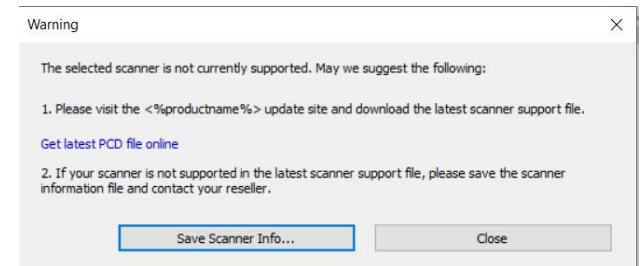 Warning
The selected scanner is not currently supported. May we suggest the following:
1. Please visit the <%productname%> update site and download the latest scanner support file.
Get latest PCD file online
2. If your scanner is not supported in the latest scanner support file, please save the scanner
information file and contact your reseller.
Save Scanner Info...
Close